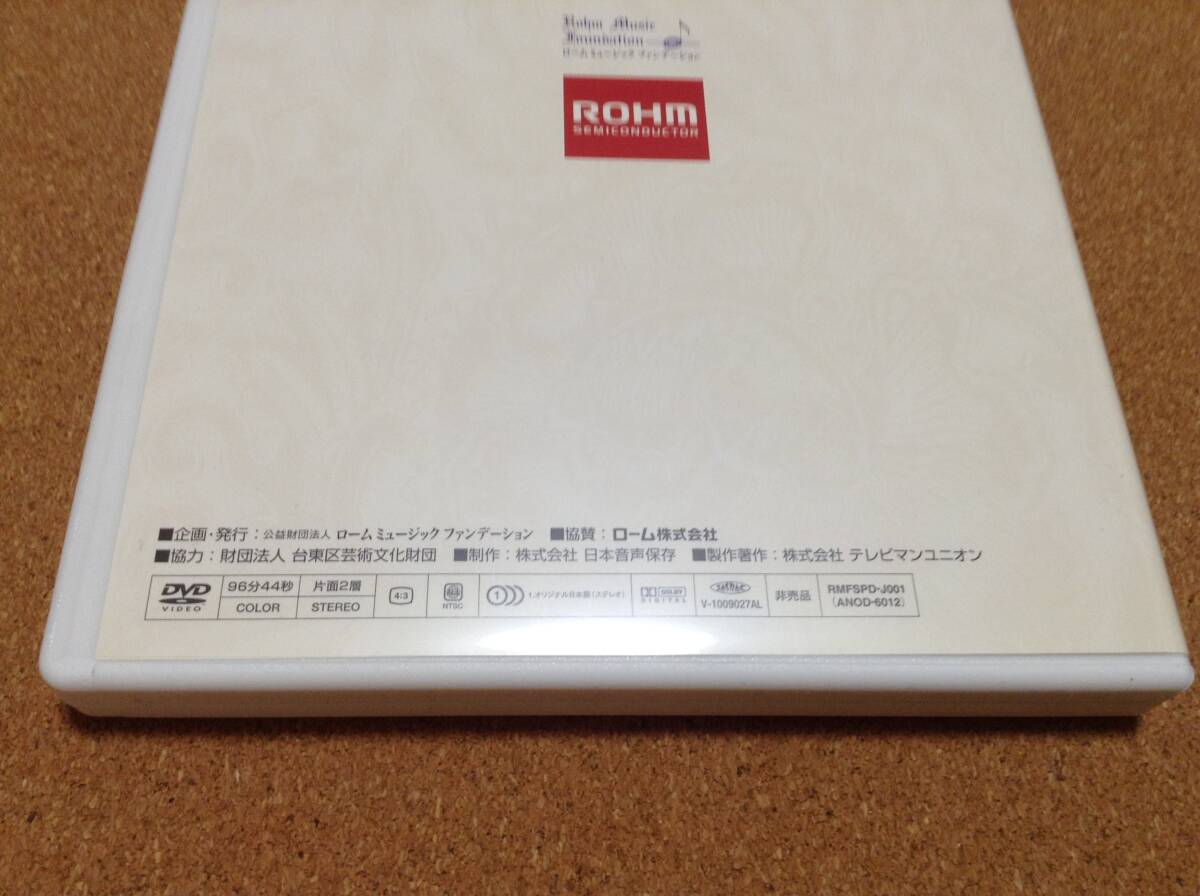 Rohm Music
Foundation
ローム ミュージック ファンデーション
ROHM
SEMICONDUCTOR
■企画・発行：公益財団法人 ローム ミュージック ファンデーション ■協賛：ローム株式会社
■協力：財団法人 台東区芸術文化財団 ■制作：株式会社 日本音声保存 ■製作著作：株式会社 テレビマンユニオン
DVD VIDEO 96分44秒 片面2層 4:3 NTSC 1 1.オリジナル日本語（ステレオ） DOLBY DIGITAL V-1009027AL 非売品 RMFSPD-J001
COLOR STEREO (ANOD-6012)